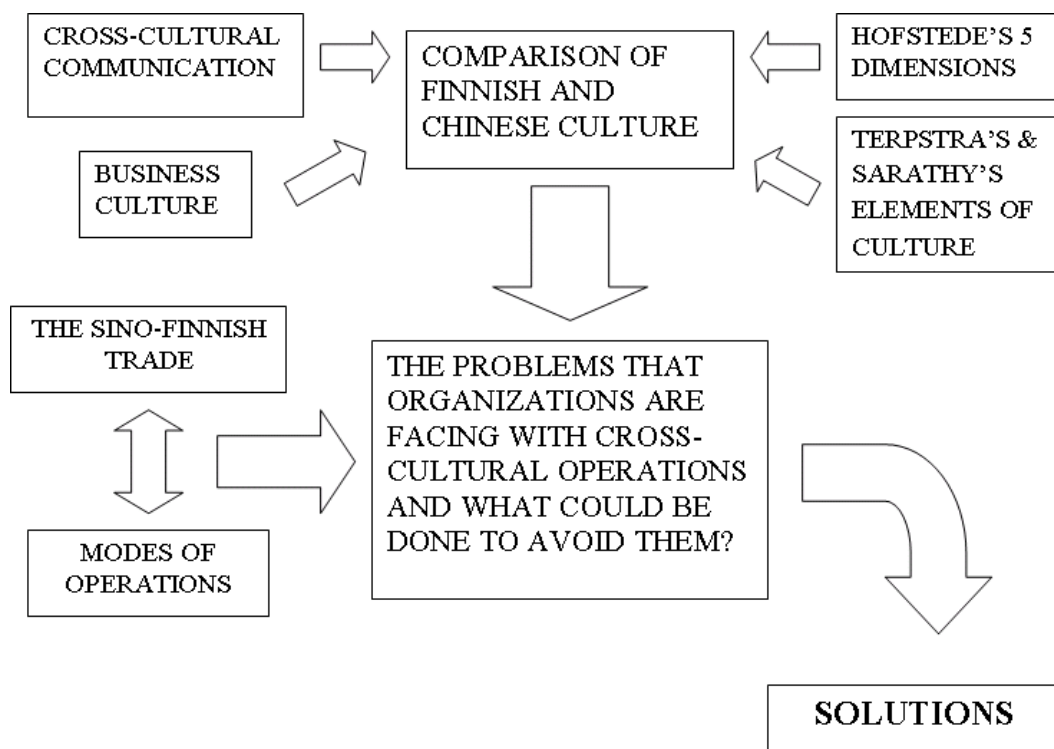 CROSS-CULTURAL
COMMUNICATION
COMPARISON OF
FINNISH AND
CHINESE CULTURE
HOFSTEDE'S 5
DIMENSIONS
BUSINESS
CULTURE
TERPSTRA'S &
SARATHY'S
ELEMENTS OF
CULTURE
THE SINO-FINNISH
TRADE
MODES OF
OPERATIONS
THE PROBLEMS THAT
ORGANIZATIONS ARE
FACING WITH CROSS-
CULTURAL OPERATIONS
AND WHAT COULD BE
DONE TO AVOID THEM?
SOLUTIONS